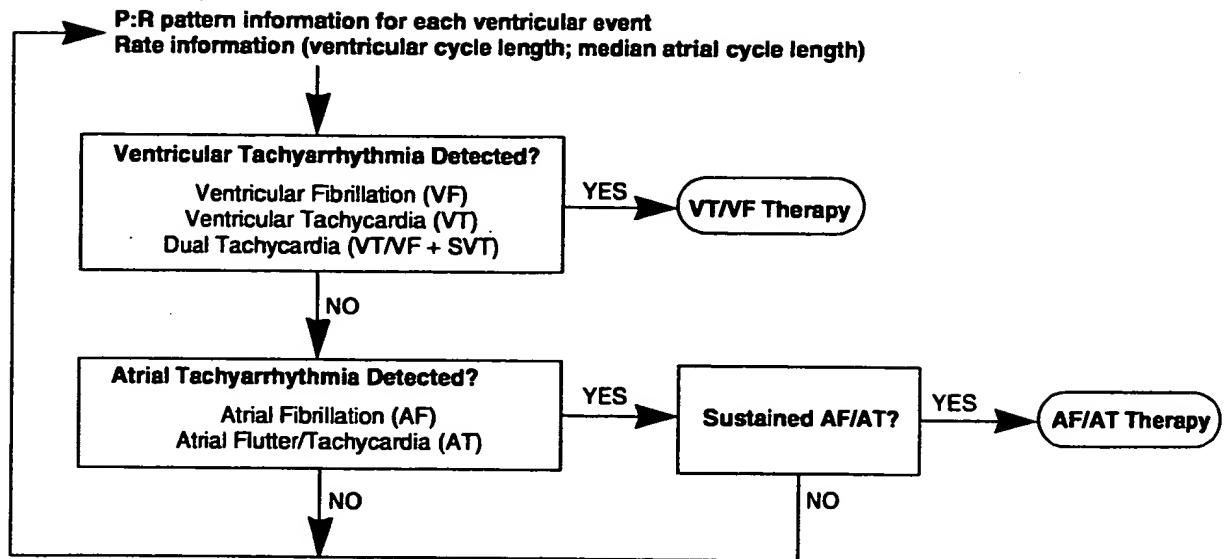 P:R pattern information for each ventricular event
Rate information (ventricular cycle length; median atrial cycle length)
Ventricular Tachyarrhythmia Detected?
Ventricular Fibrillation (VF)
Ventricular Tachycardia (VT)
Dual Tachycardia (VT/VF + SVT)
YES
VT/VF Therapy
NO
Atrial Tachyarrhythmia Detected?
Atrial Fibrillation (AF)
Atrial Flutter/Tachycardia (AT)
YES
Sustained AF/AT?
YES
AF/AT Therapy
NO
NO